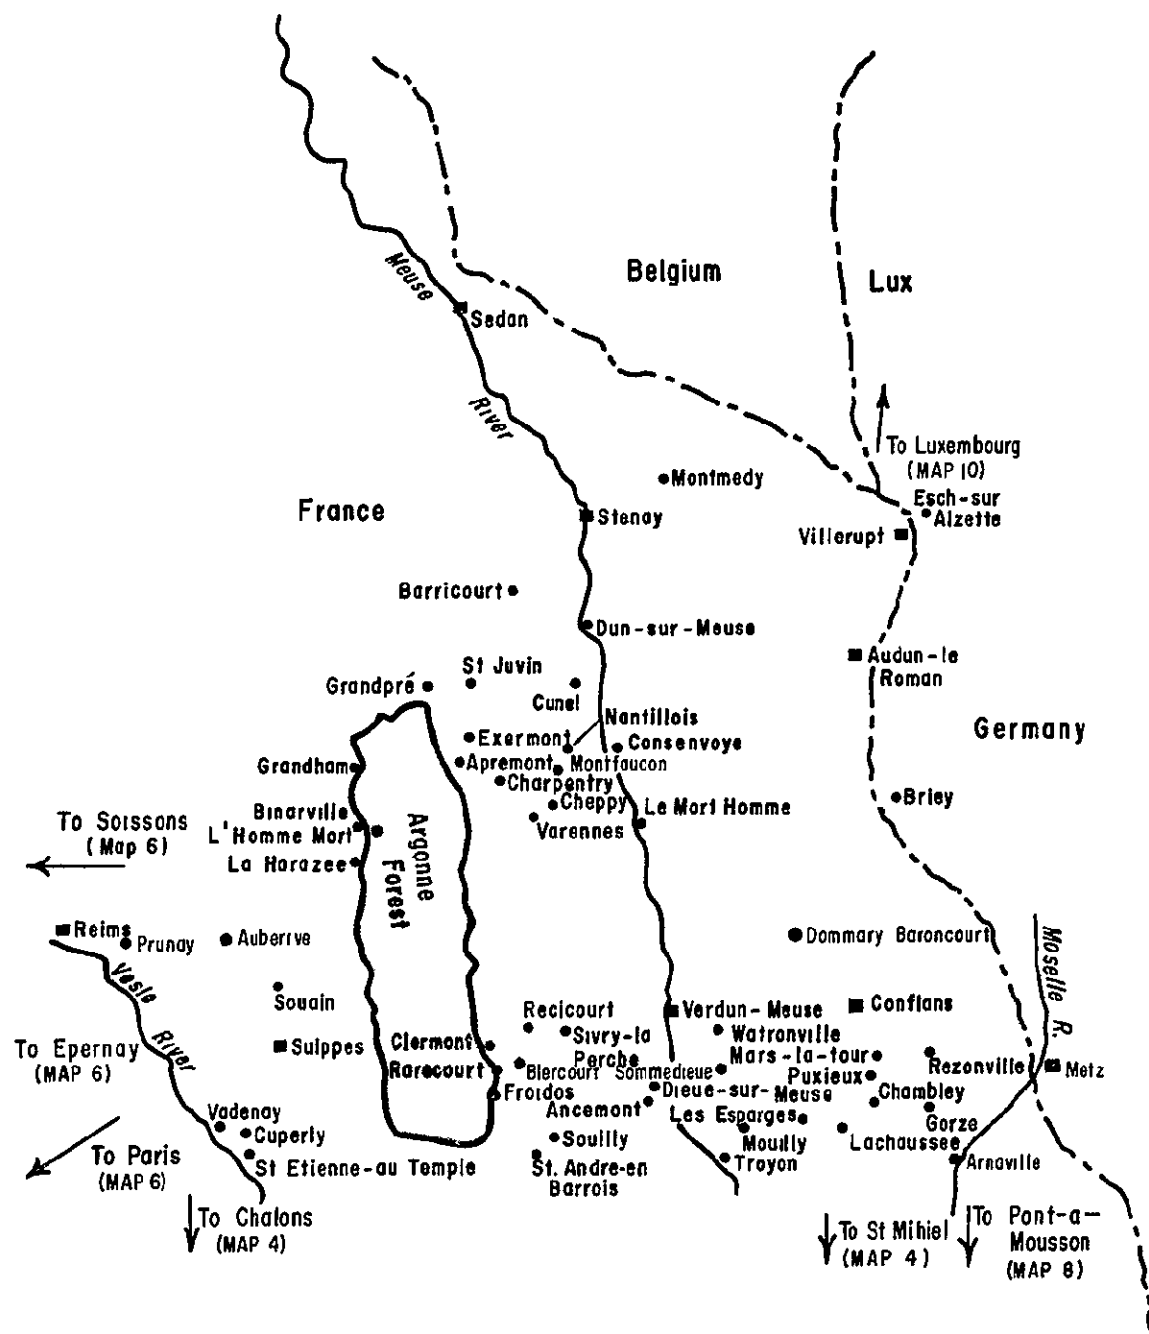 Belgium
Lux
Meuse
Sedan
River
To Luxembourg
(MAP 10)
Montmedy
Esch-sur
Alzette
France
Stenay
Villerupt
Barricourt
Dun-sur-Meuse
Audun-le
Roman
St Juvin
Grandpré
Cunel
Nantillois
Germany
Exermont
Consenvoye
Grandham
Apremont
Montfaucon
Charpentry
Briey
Binarville
Cheppy
Le Mort Homme
To Soissons
(Map 6)
L'Homme Mort
Varennes
La Harazee
Argonne
Forest
Reims
Prunay
Auberive
Dommary Baroncourt
Moselle R.
Vesle
River
Souain
Recicourt
Verdun-Meuse
Conflans
Sivry-la
Perche
Watronville
To Epernay
(MAP 6)
Suippes
Clermont
Mars-la-tour
Rarecourt
Blercourt
Sommedieue
Puxieux
Rezonville
Metz
Froidos
Dieue-sur-
Meuse
Chambley
Vadenay
Ancemont
Les Esparges
Gorze
Cuperly
Souilly
Mouilly
Lachaussee
To Paris
(MAP 6)
St Etienne-au Temple
St. Andre-en
Barrois
Troyon
Arnaville
To Chalons
(MAP 4)
To St Mihiel
(MAP 4)
To Pont-a-
Mousson
(MAP 8)